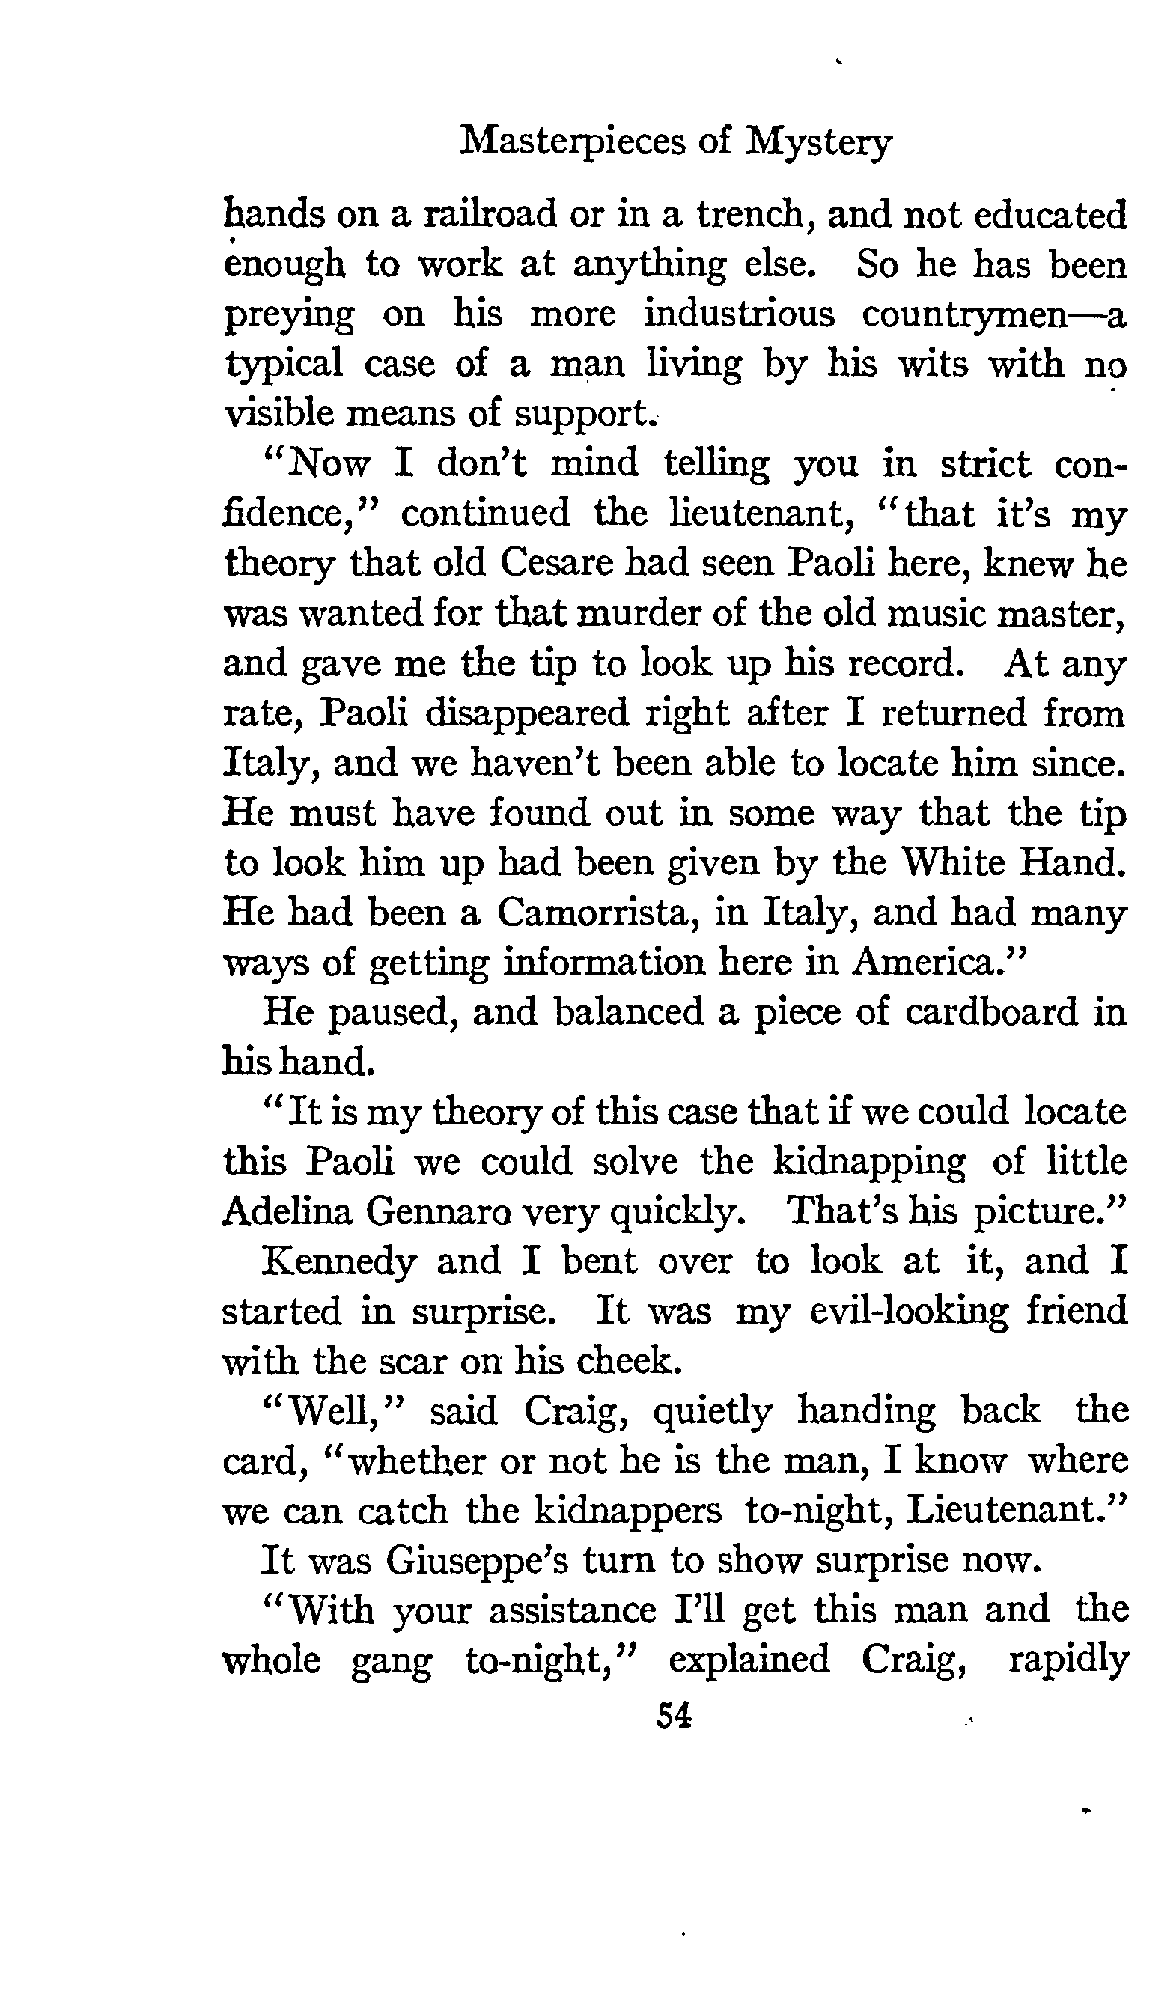 Masterpieces of Mystery
hands on a railroad or in a trench, and not educated
enough to work at anything else. So he has been
preying on his more industrious countrymen—a
typical case of a man living by his wits with no
visible means of support.
"Now I don't mind telling you in strict con-
fidence," continued the lieutenant, "that it's my
theory that old Cesare had seen Paoli here, knew he
was wanted for that murder of the old music master,
and gave me the tip to look up his record. At any
rate, Paoli disappeared right after I returned from
Italy, and we haven't been able to locate him since.
He must have found out in some way that the tip
to look him up had been given by the White Hand.
He had been a Camorrista, in Italy, and had many
ways of getting information here in America."
He paused, and balanced a piece of cardboard in
his hand.
"It is my theory of this case that if we could locate
this Paoli we could solve the kidnapping of little
Adelina Gennaro very quickly. That's his picture."
Kennedy and I bent over to look at it, and I
started in surprise. It was my evil-looking friend
with the scar on his cheek.
"Well," said Craig, quietly handing back the
card, "whether or not he is the man, I know where
we can catch the kidnappers to-night, Lieutenant."
It was Giuseppe's turn to show surprise now.
"With your assistance I'll get this man and the
whole gang to-night," explained Craig, rapidly
54